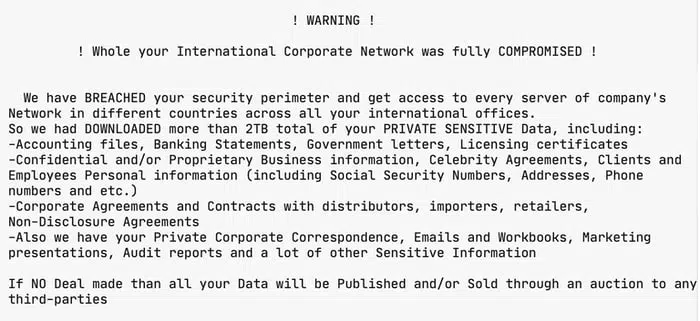 ! WARNING !
! Whole your International Corporate Network was fully COMPROMISED !
We have BREACHED your security perimeter and get access to every server of company's
Network in different countries across all your international offices.
So we had DOWNLOADED more than 2TB total of your PRIVATE SENSITIVE Data, including:
-Accounting files, Banking Statements, Government letters, Licensing certificates
-Confidential and/or Proprietary Business information, Celebrity Agreements, Clients and
Employees Personal information (including Social Security Numbers, Addresses, Phone
numbers and etc.)
-Corporate Agreements and Contracts with distributors, importers, retailers,
Non-Disclosure Agreements
-Also we have your Private Corporate Correspondence, Emails and Workbooks, Marketing
presentations, Audit reports and a lot of other Sensitive Information
If NO Deal made than all your Data will be Published and/or Sold through an auction to any
third-parties